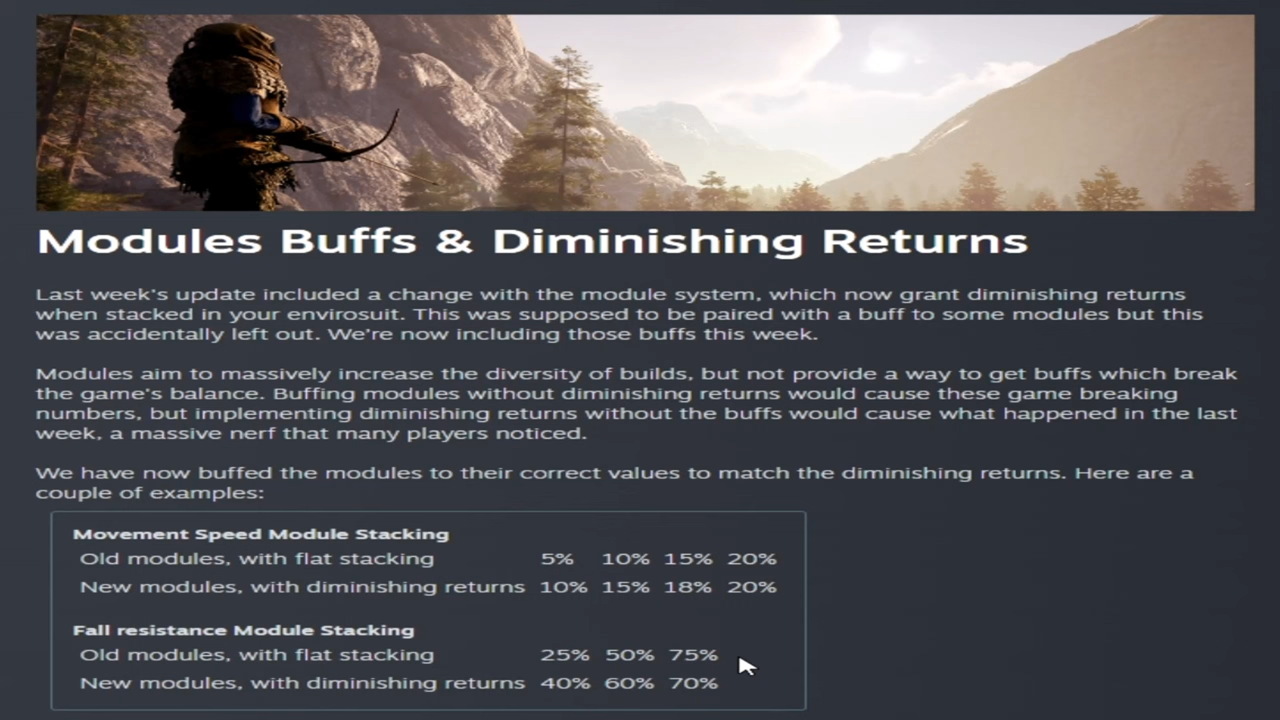 Modules Buffs & Diminishing Returns
Last week's update included a change with the module system, which now grant diminishing returns
when stacked in your envirosuit. This was supposed to be paired with a buff to some modules but this
was accidentally left out. We're now including those buffs this week.
Modules aim to massively increase the diversity of builds, but not provide a way to get buffs which break
the game's balance. Buffing modules without diminishing returns would cause these game breaking
numbers, but implementing diminishing returns without the buffs would cause what happened in the last
week, a massive nerf that many players noticed.
We have now buffed the modules to their correct values to match the diminishing returns. Here are a
couple of examples:
Movement Speed Module Stacking
Old modules, with flat stacking 5% 10% 15% 20%
New modules, with diminishing returns 10% 15% 18% 20%
Fall resistance Module Stacking
Old modules, with flat stacking 25% 50% 75%
New modules, with diminishing returns 40% 60% 70%